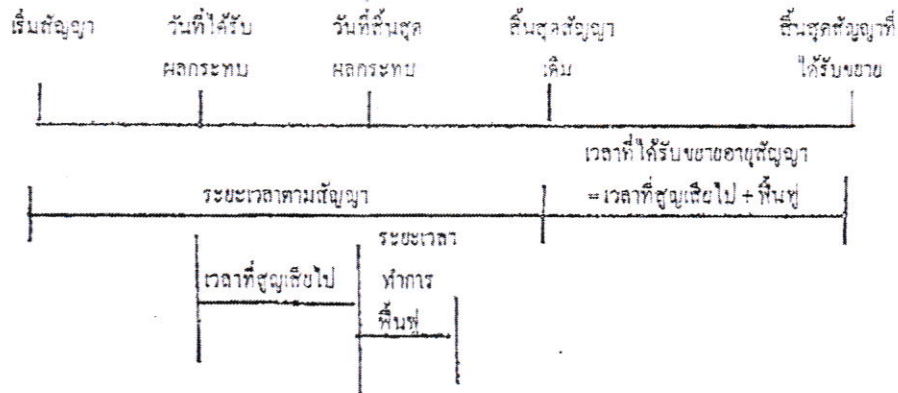 เริ่มสัญญา วันที่ได้รับ วันที่สิ้นสุด สิ้นสุดสัญญา สิ้นสุดสัญญาที่
ผลกระทบ ผลกระทบ เดิม ได้รับขยาย
เวลาที่ได้รับขยายอายุสัญญา
ระยะเวลาตามสัญญา = เวลาที่สูญเสียไป + ฟื้นฟู
ระยะเวลา
เวลาที่สูญเสียไป ทำการ
ฟื้นฟู